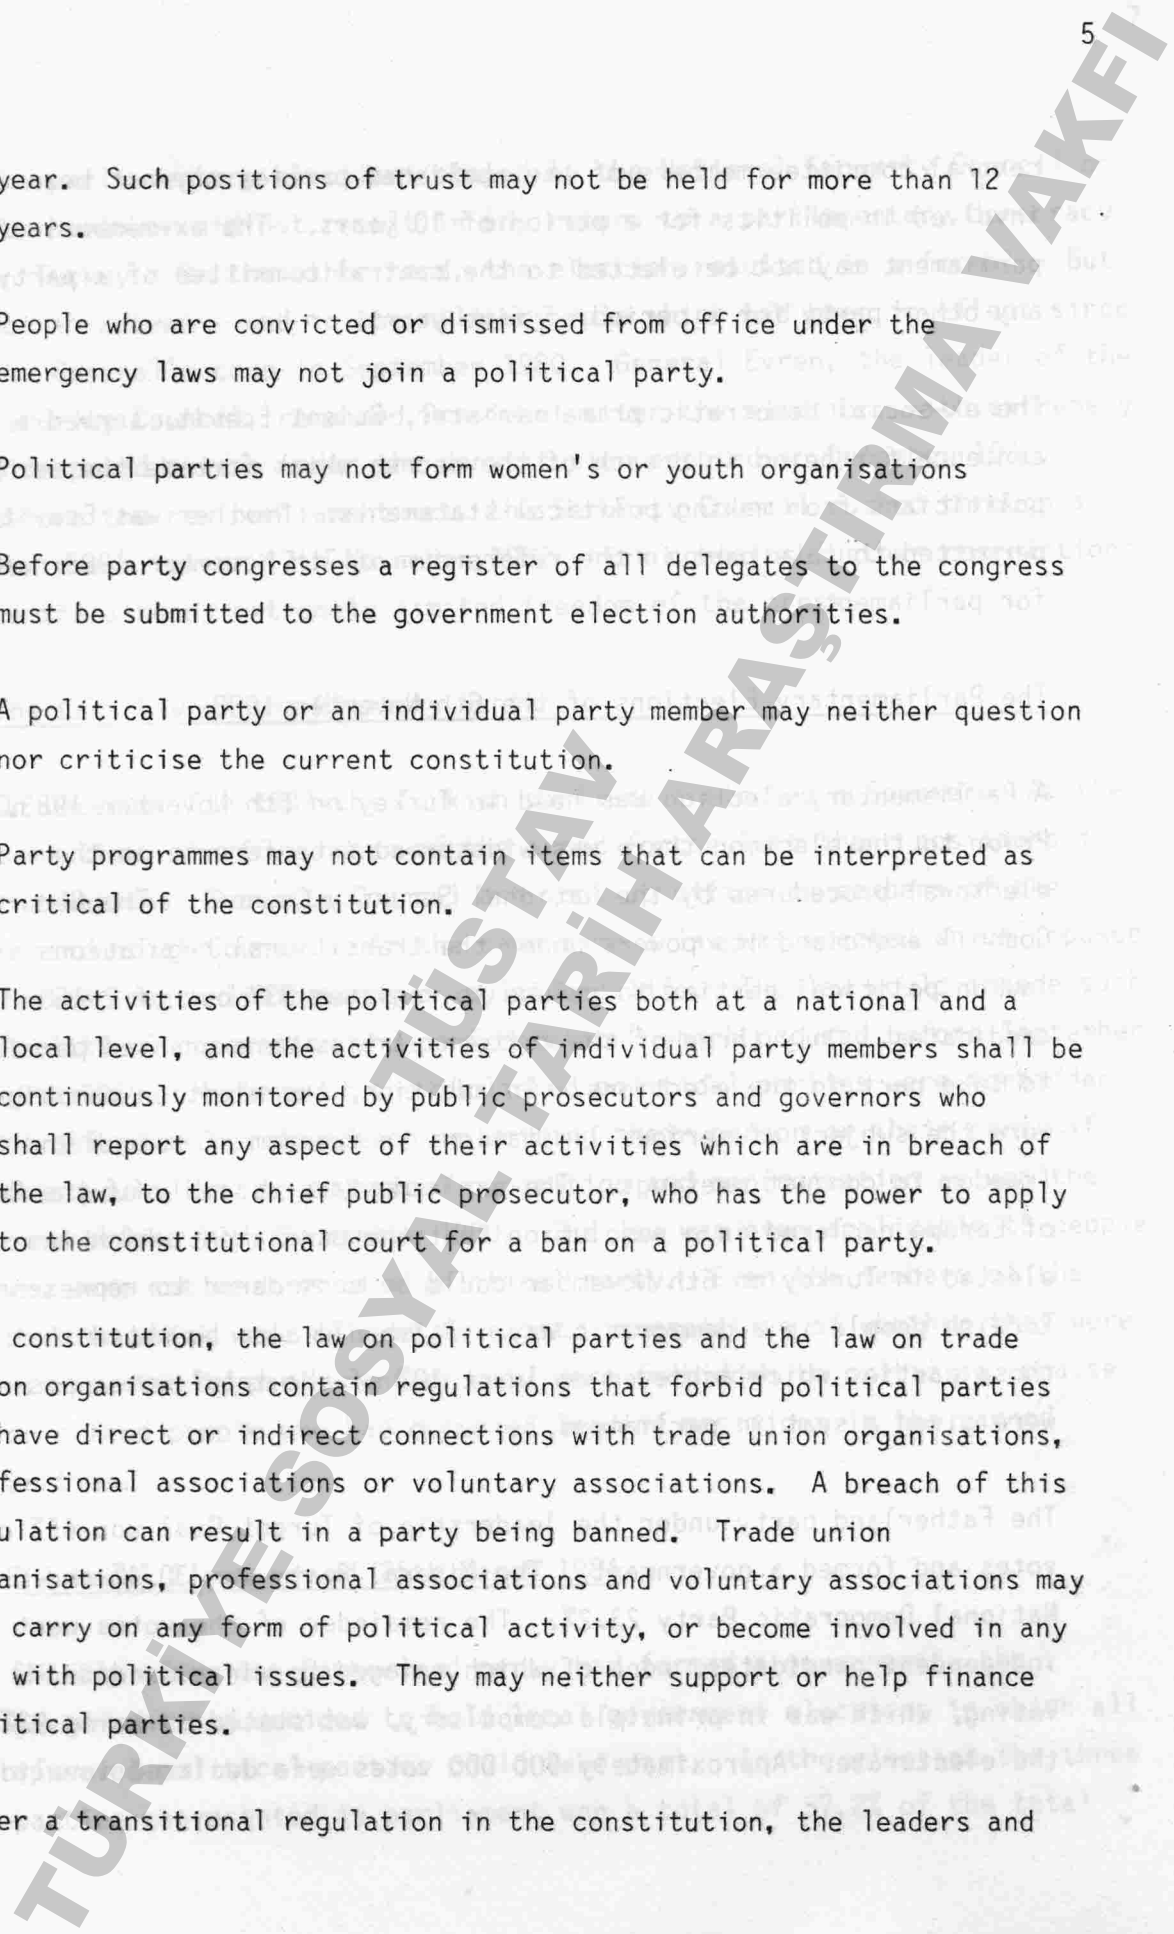 5
year. Such positions of trust may not be held for more than 12
years.
People who are convicted or dismissed from office under the
emergency laws may not join a political party.
Political parties may not form women's or youth organisations
Before party congresses a register of all delegates to the congress
must be submitted to the government election authorities.
A political party or an individual party member may neither question
nor criticise the current constitution.
Party programmes may not contain items that can be interpreted as
critical of the constitution.
The activities of the political parties both at a national and a
local level, and the activities of individual party members shall be
continuously monitored by public prosecutors and governors who
shall report any aspect of their activities which are in breach of
the law, to the chief public prosecutor, who has the power to apply
to the constitutional court for a ban on a political party.
constitution, the law on political parties and the law on trade
on organisations contain regulations that forbid political parties
have direct or indirect connections with trade union organisations,
fessional associations or voluntary associations. A breach of this
ulation can result in a party being banned. Trade union
anisations, professional associations and voluntary associations may
carry on any form of political activity, or become involved in any
with political issues. They may neither support or help finance
itical parties.
er a transitional regulation in the constitution, the leaders and
TÜSTAV
TÜRKİYE SOSYAL TARİH ARAŞTIRMA VAKFI